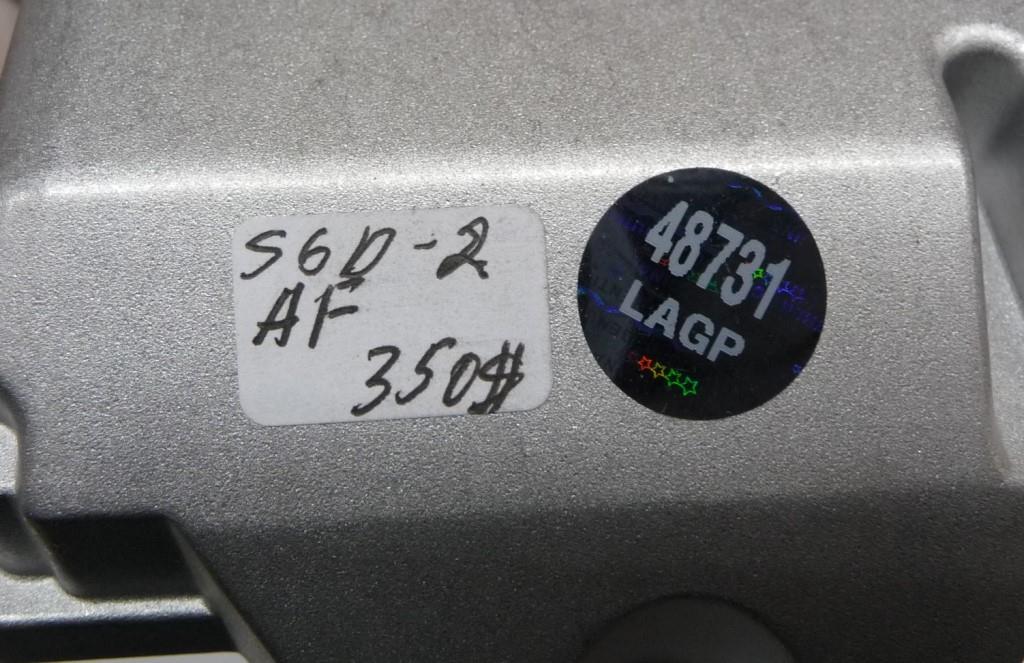 S6D-2
AF
350$
48731
LAGP